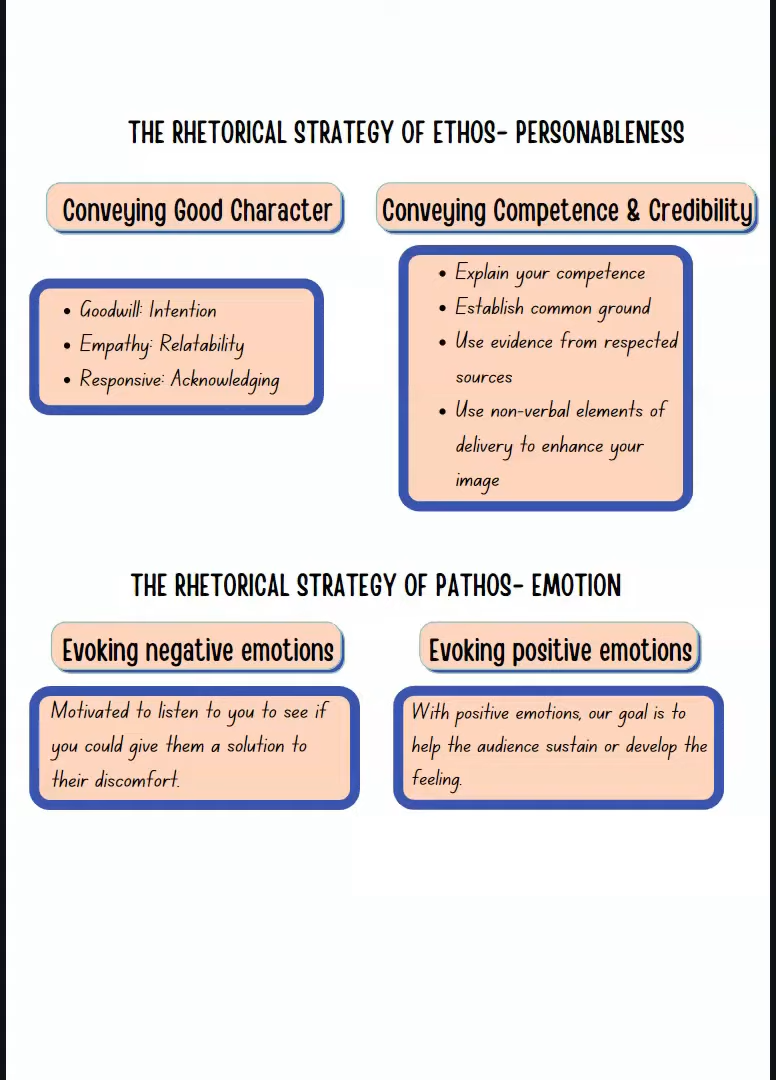 THE RHETORICAL STRATEGY OF ETHOS- PERSONABLENESS
Conveying Good Character
Conveying Competence & Credibility
• Goodwill: Intention
• Empathy: Relatability
• Responsive: Acknowledging
• Explain your competence
• Establish common ground
• Use evidence from respected
sources
• Use non-verbal elements of
delivery to enhance your
image
THE RHETORICAL STRATEGY OF PATHOS- EMOTION
Evoking negative emotions
Evoking positive emotions
Motivated to listen to you to see if
you could give them a solution to
their discomfort.
With positive emotions, our goal is to
help the audience sustain or develop the
feeling.